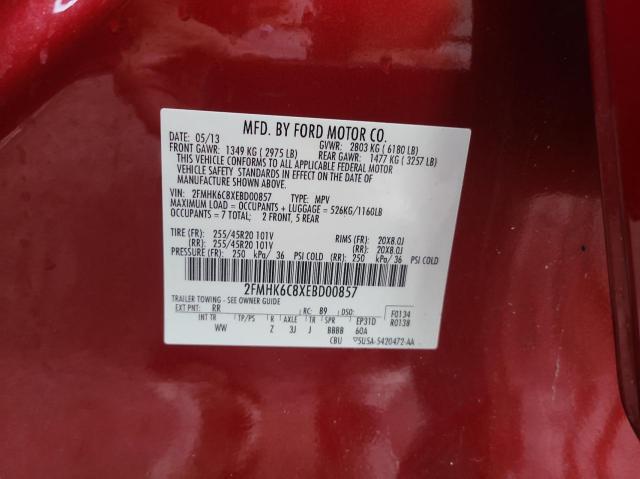 MFD. BY FORD MOTOR CO.
DATE: 05/13 GVWR: 2803 KG ( 6180 LB)
FRONT GAWR: 1349 KG ( 2975 LB) REAR GAWR: 1477 KG ( 3257 LB)
THIS VEHICLE CONFORMS TO ALL APPLICABLE FEDERAL MOTOR
VEHICLE SAFETY STANDARDS IN EFFECT ON THE DATE OF
MANUFACTURE SHOWN ABOVE.
VIN: 2FMHK6C8XEBD00857 TYPE: MPV
MAXIMUM LOAD = OCCUPANTS + LUGGAGE = 526KG/1160LB
OCCUPANTS = 7 TOTAL: 2 FRONT, 5 REAR
TIRE (FR): 255/45R20 101V RIMS (FR): 20X8.0J
(RR): 255/45R20 101V (RR): 20X8.0J
PRESSURE (FR): 250 kPa/ 36 PSI COLD (RR) 250 kPa/ 36 PSI COLD
2FMHK6C8XEBD00857
TRAILER TOWING - SEE OWNER GUIDE
EXT PNT: RR RC: B9 DSO: F0134
R0138
INT TR TP/PS R AXLE TR SPR EP31D
WW Z 3J J BBBB 60A
CBU 5U5A-5420472-AA